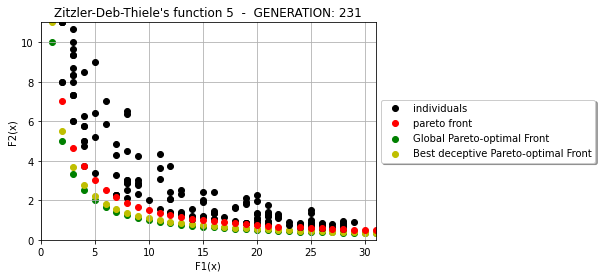 Zitzler-Deb-Thiele's function 5 - GENERATION: 231
10
8
6
4
2
0
F2(x)
0 5 10 15 20 25 30
F1(x)
individuals
pareto front
Global Pareto-optimal Front
Best deceptive Pareto-optimal Front